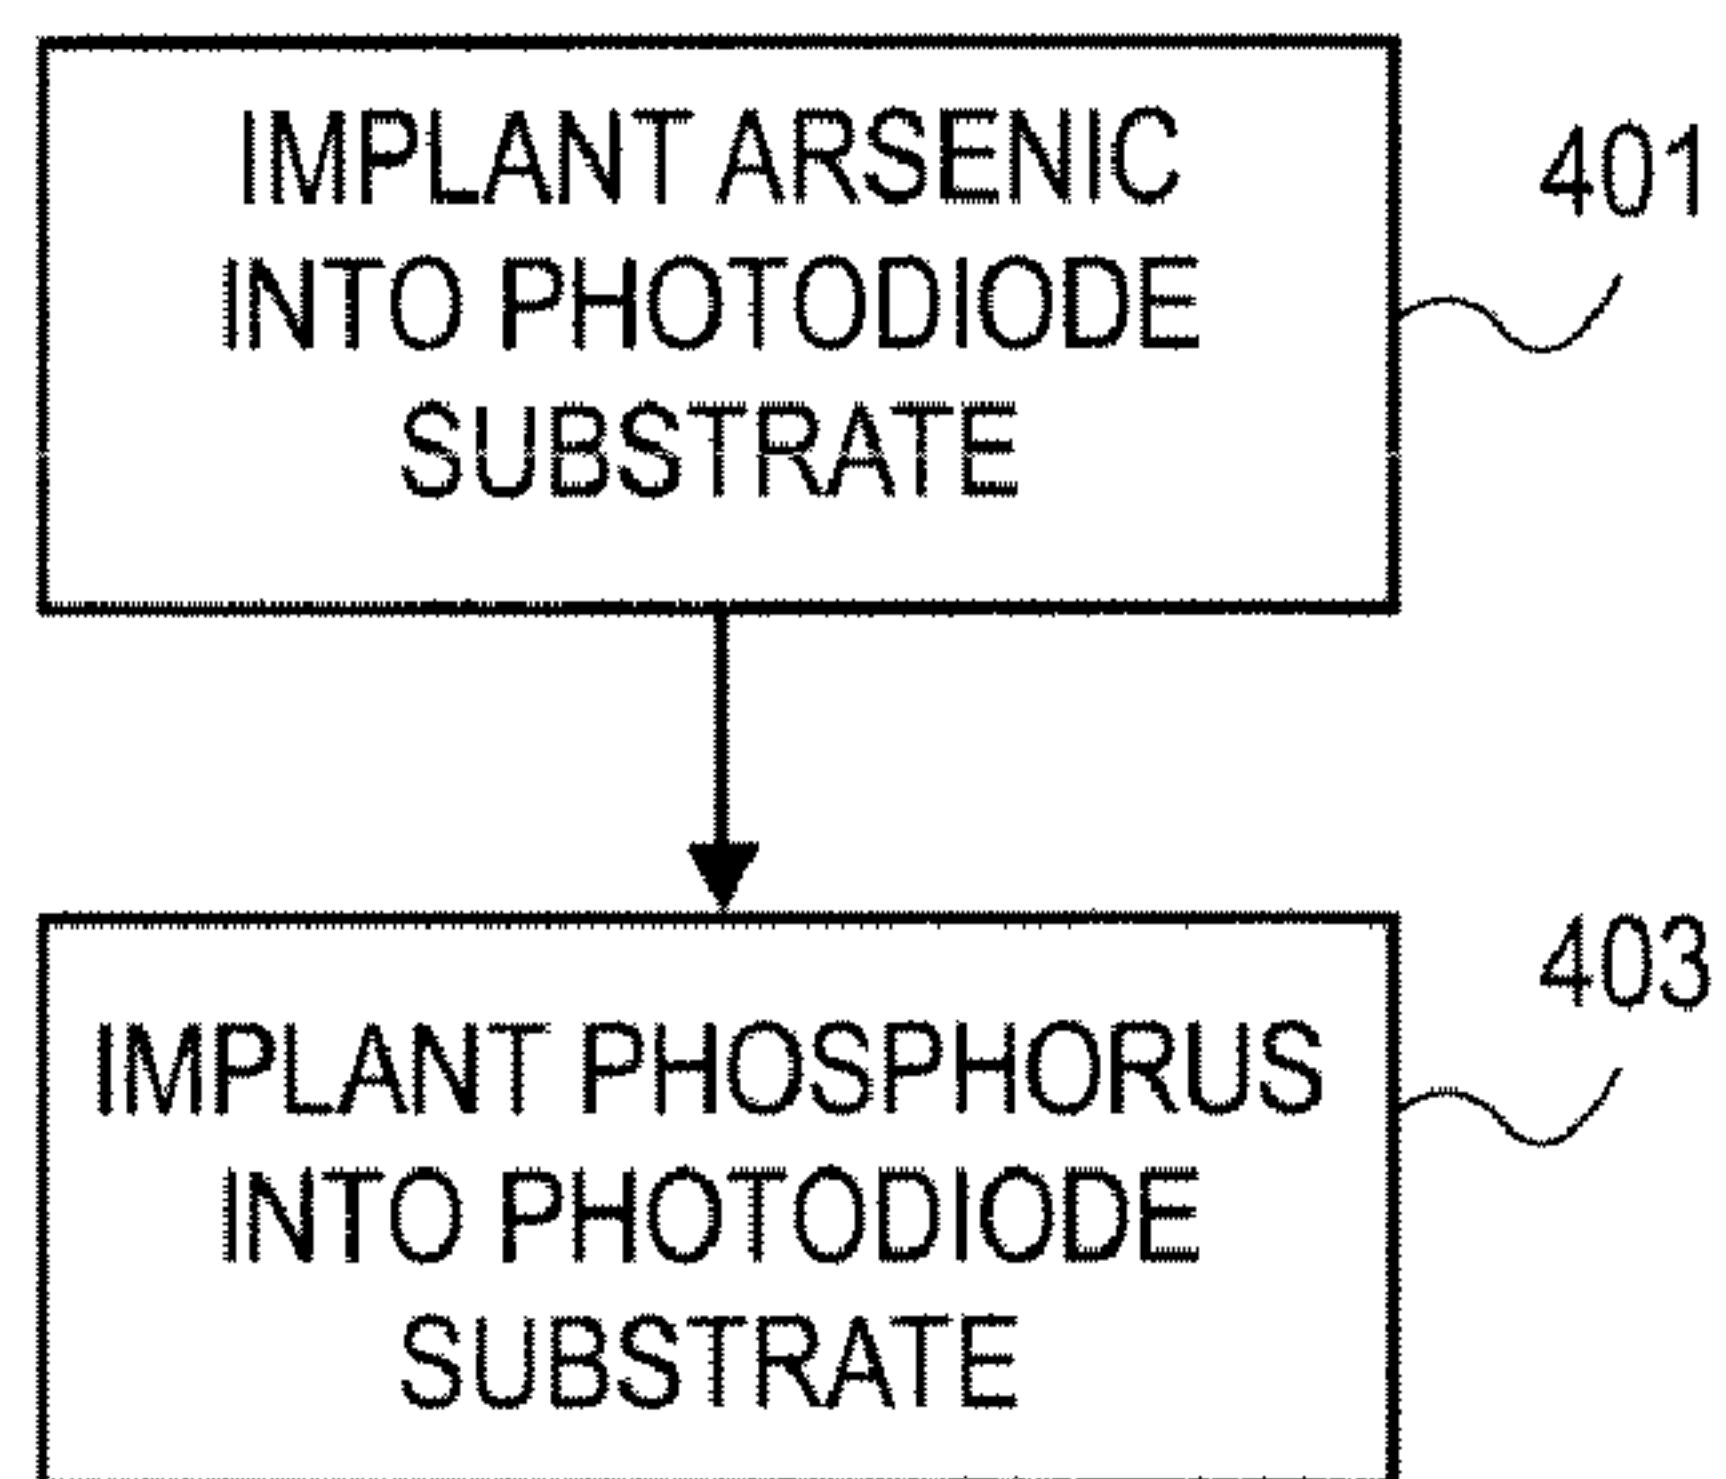 IMPLANT ARSENIC
INTO PHOTODIODE
SUBSTRATE
401
IMPLANT PHOSPHORUS
INTO PHOTODIODE
SUBSTRATE
403